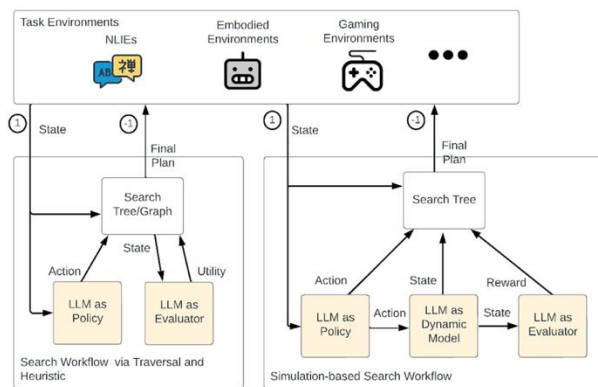 Task Environments
NLIEs
Embodied
Environments
Gaming
Environments
AB 禅
1
State
-1
Final
Plan
1
State
-1
Final
Plan
Search
Tree/Graph
Search Tree
Action
State
Utility
Action
State
Reward
LLM as
Policy
LLM as
Evaluator
LLM as
Policy
Action
LLM as
Dynamic
Model
State
LLM as
Evaluator
Search Workflow via Traversal and
Heuristic
Simulation-based Search Workflow